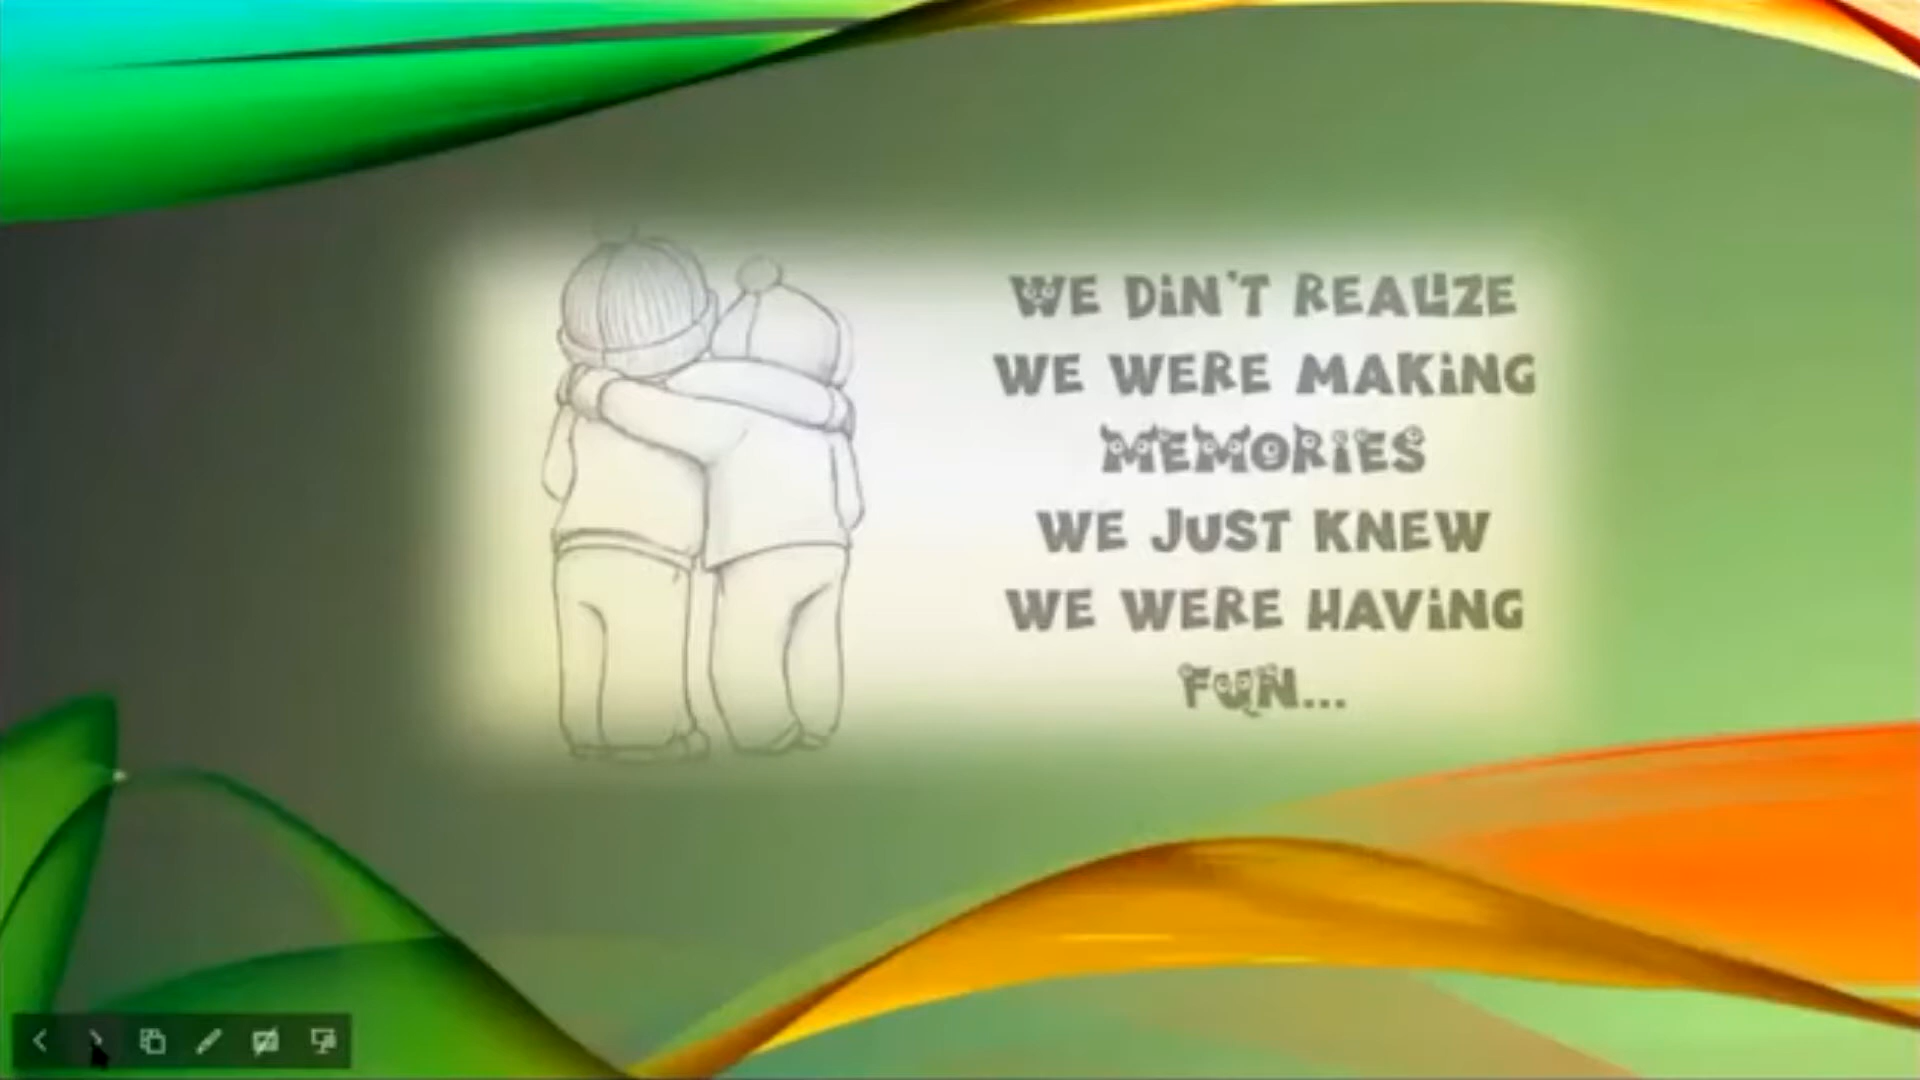 WE DiN'T REALIZE
WE WERE MAKiNG
MEMORiES
WE JUST KNEW
WE WERE HAViNG
FUN...